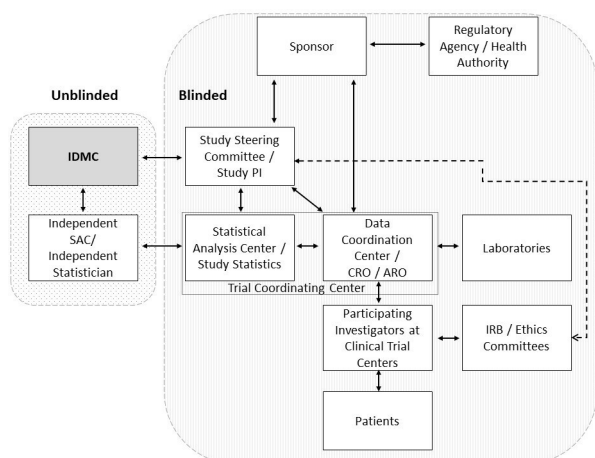 Sponsor
Regulatory
Agency / Health
Authority
Unblinded
Blinded
IDMC
Study Steering
Committee /
Study PI
Independent
SAC/
Independent
Statistician
Statistical
Analysis Center /
Study Statistics
Data
Coordination
Center /
CRO / ARO
Laboratories
Trial Coordinating Center
Participating
Investigators at
Clinical Trial
Centers
IRB / Ethics
Committees
Patients